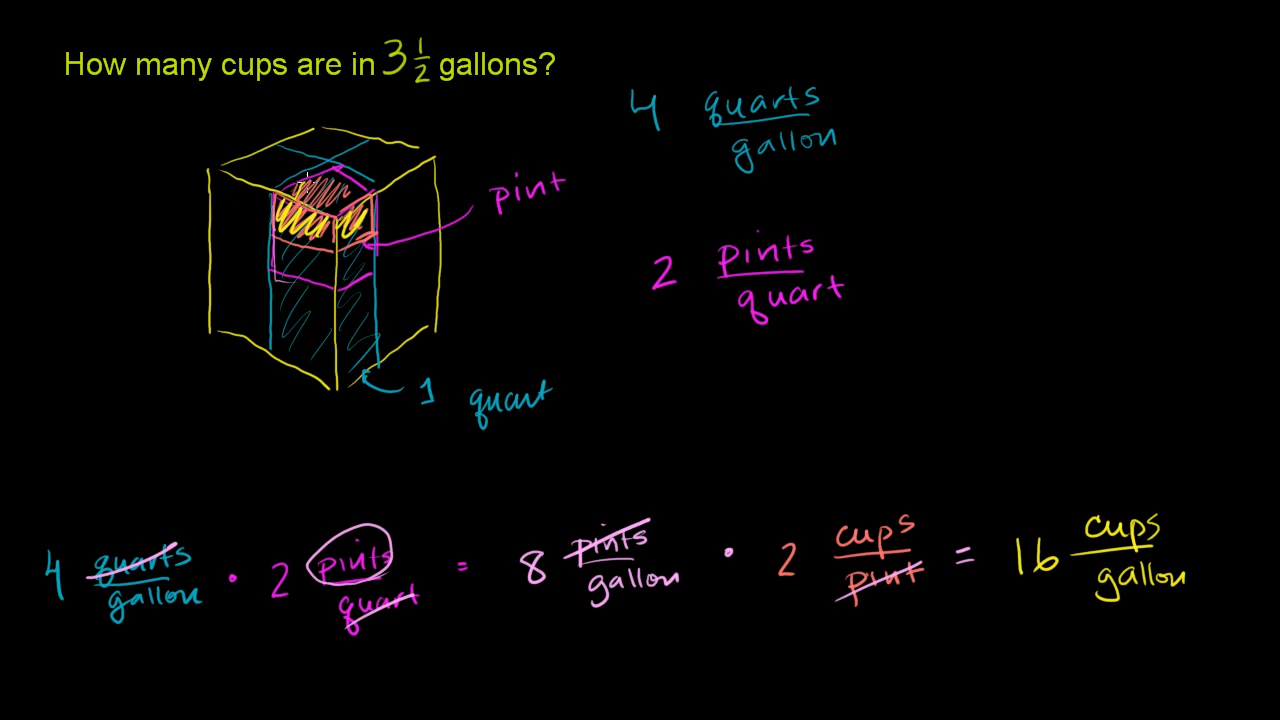 How many cups are in 3 1/2 gallons?
4 quarts/gallon
pint
2 pints/quart
1 quart
4 quarts/gallon · 2 pints/quart = 8 pints/gallon · 2 cups/pint = 16 cups/gallon